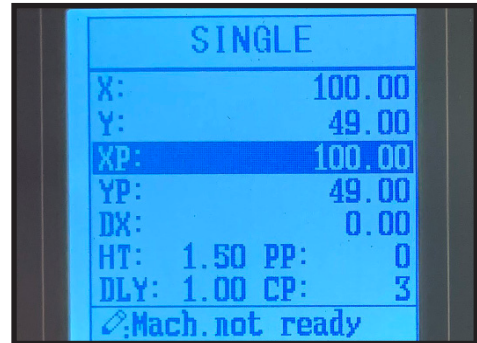 SINGLE
X: 100.00
Y: 49.00
XP: 100.00
YP: 49.00
DX: 0.00
HT: 1.50 PP: 0
DLY: 1.00 CP: 3
:Mach.not ready